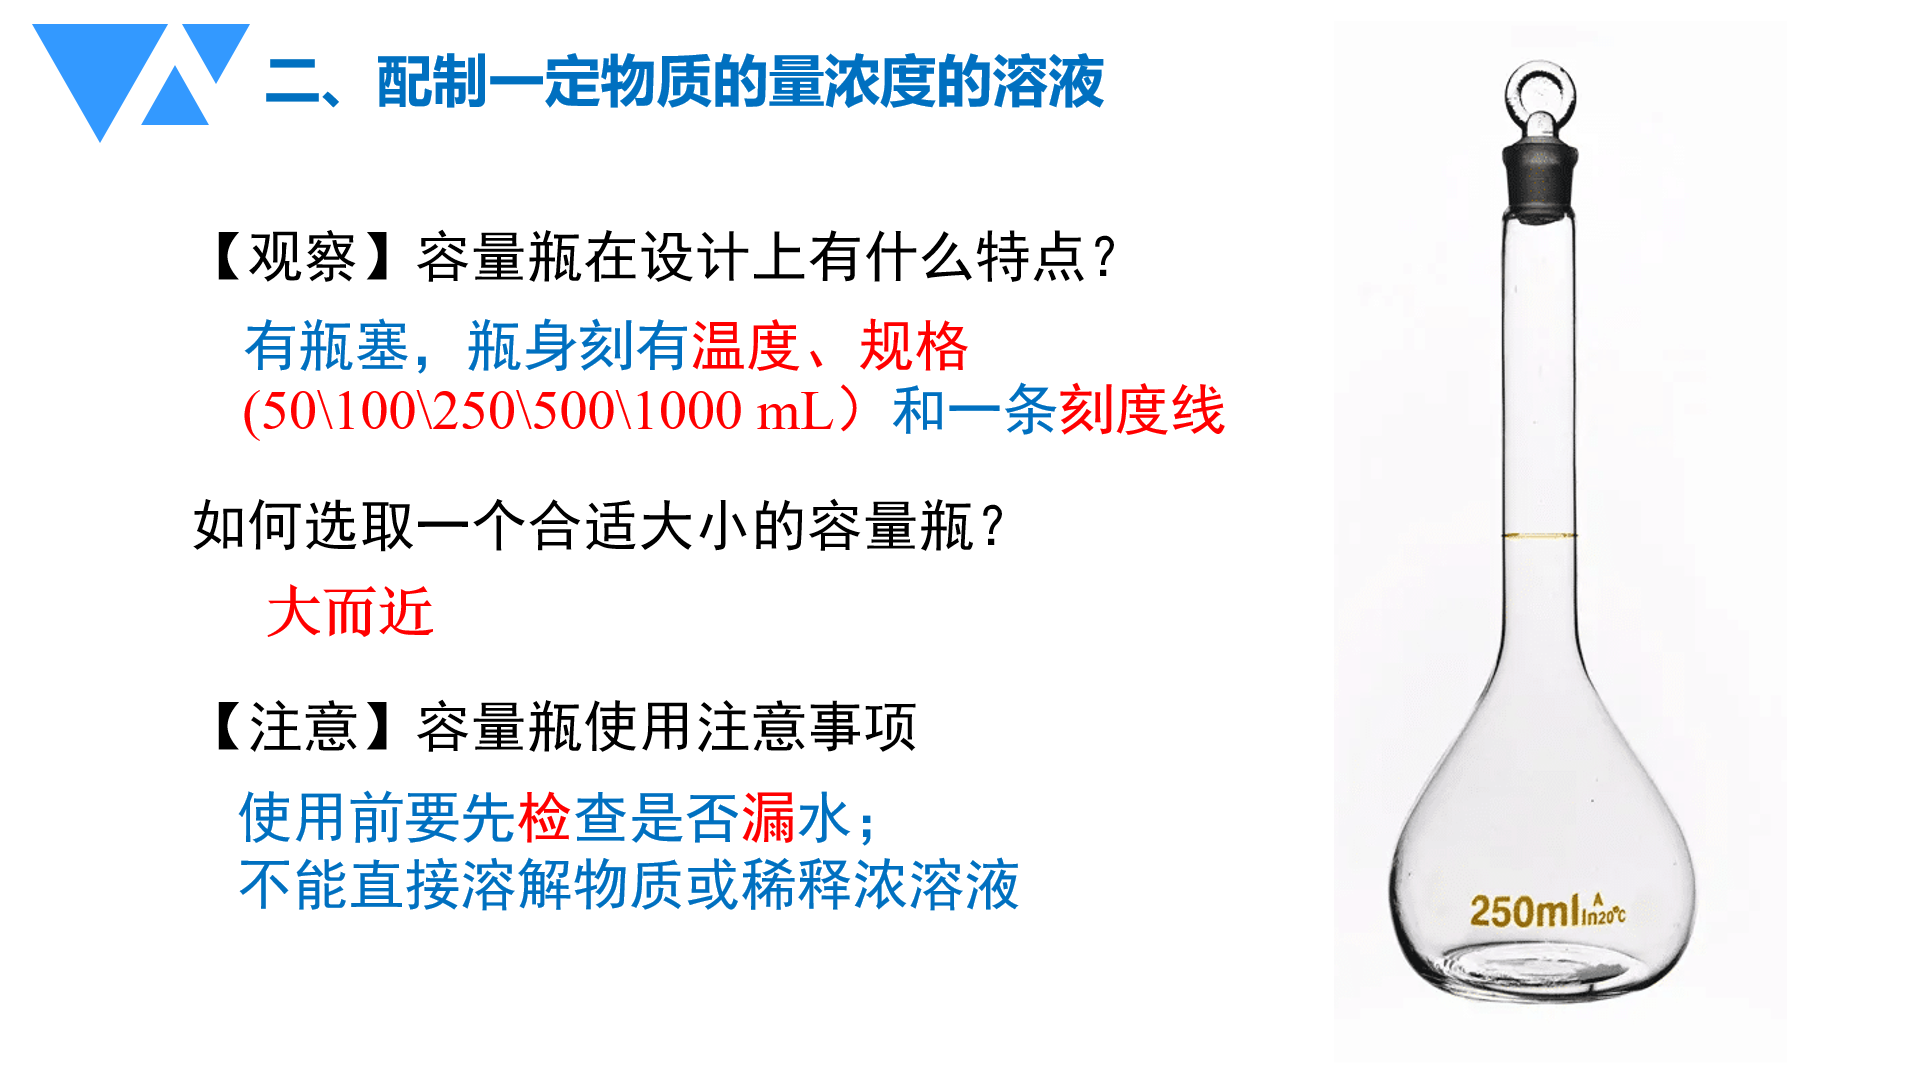 二、配制一定物质的量浓度的溶液
【观察】容量瓶在设计上有什么特点？
有瓶塞，瓶身刻有温度、规格
(50\100\250\500\1000 mL）和一条刻度线
如何选取一个合适大小的容量瓶？
大而近
【注意】容量瓶使用注意事项
使用前要先检查是否漏水；
不能直接溶解物质或稀释浓溶液
250ml A In20℃